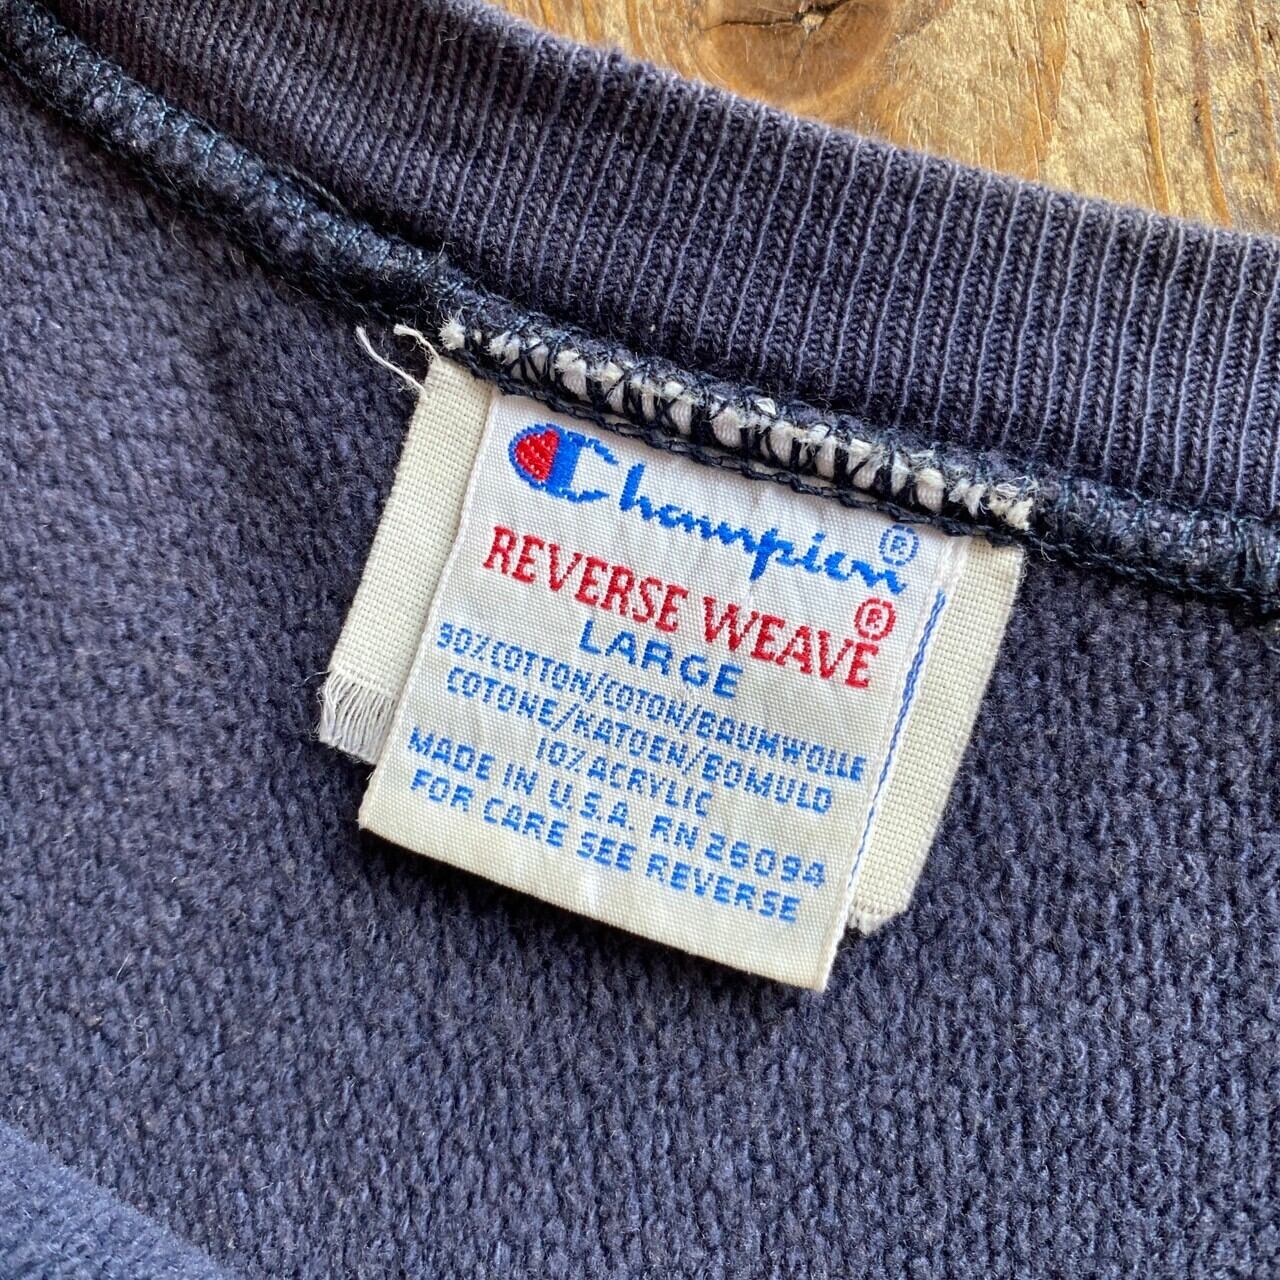 Champion®
REVERSE WEAVE®
LARGE
90%COTTON/COTON/BAUMWOLLE
COTONE/KATOEN/BOMULD
10%ACRYLIC
MADE IN U.S.A. RN 26094
FOR CARE SEE REVERSE